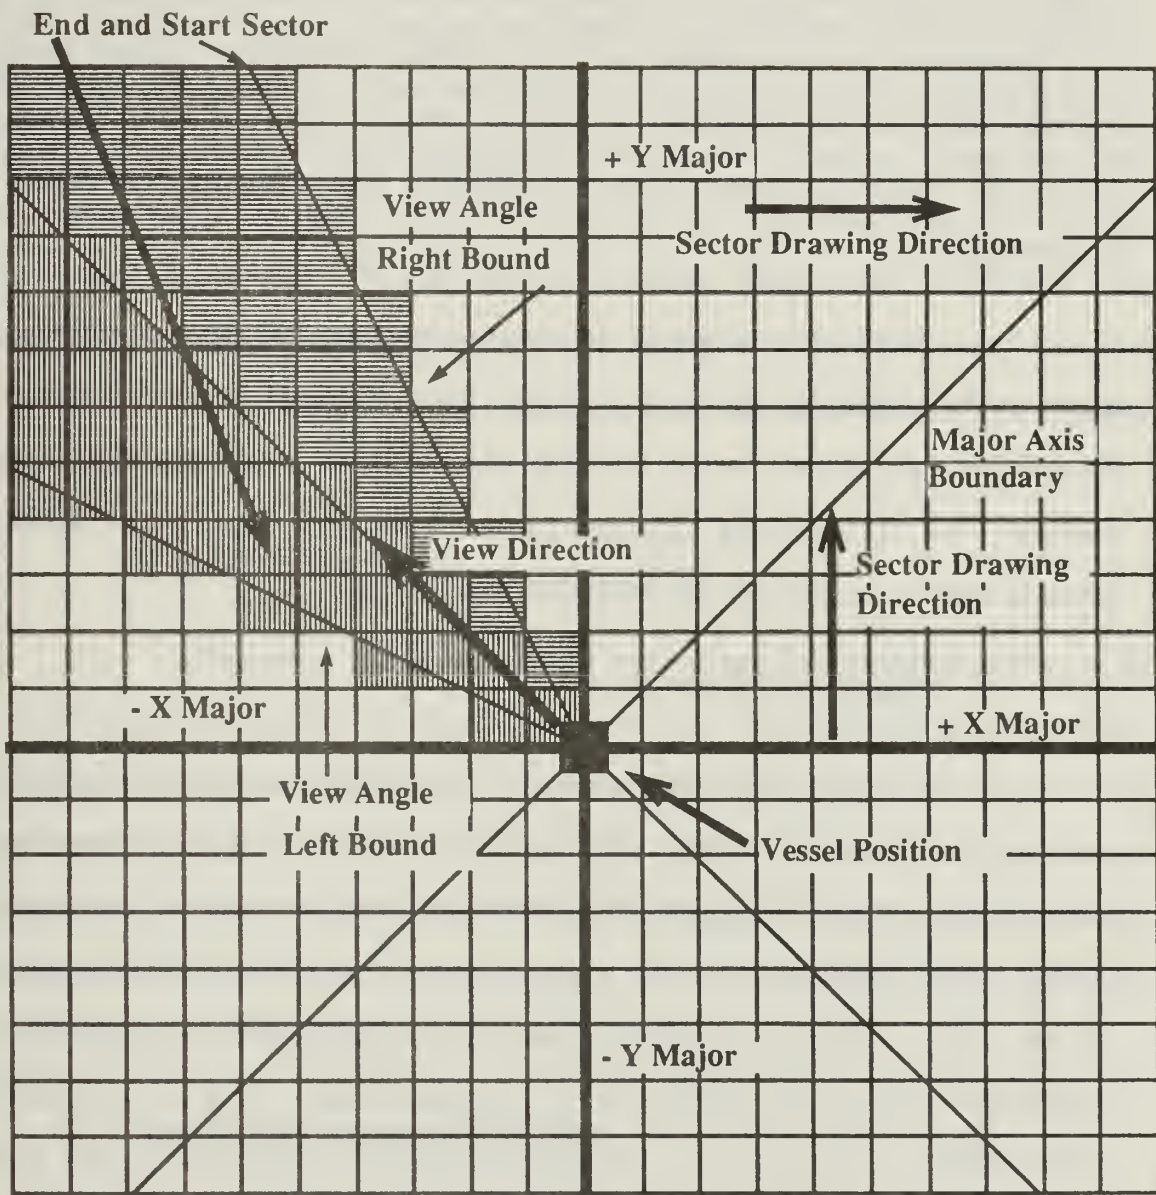 End and Start Sector
+ Y Major
View Angle
Right Bound
Sector Drawing Direction
Major Axis
Boundary
View Direction
Sector Drawing
Direction
- X Major
+ X Major
View Angle
Left Bound
Vessel Position
- Y Major